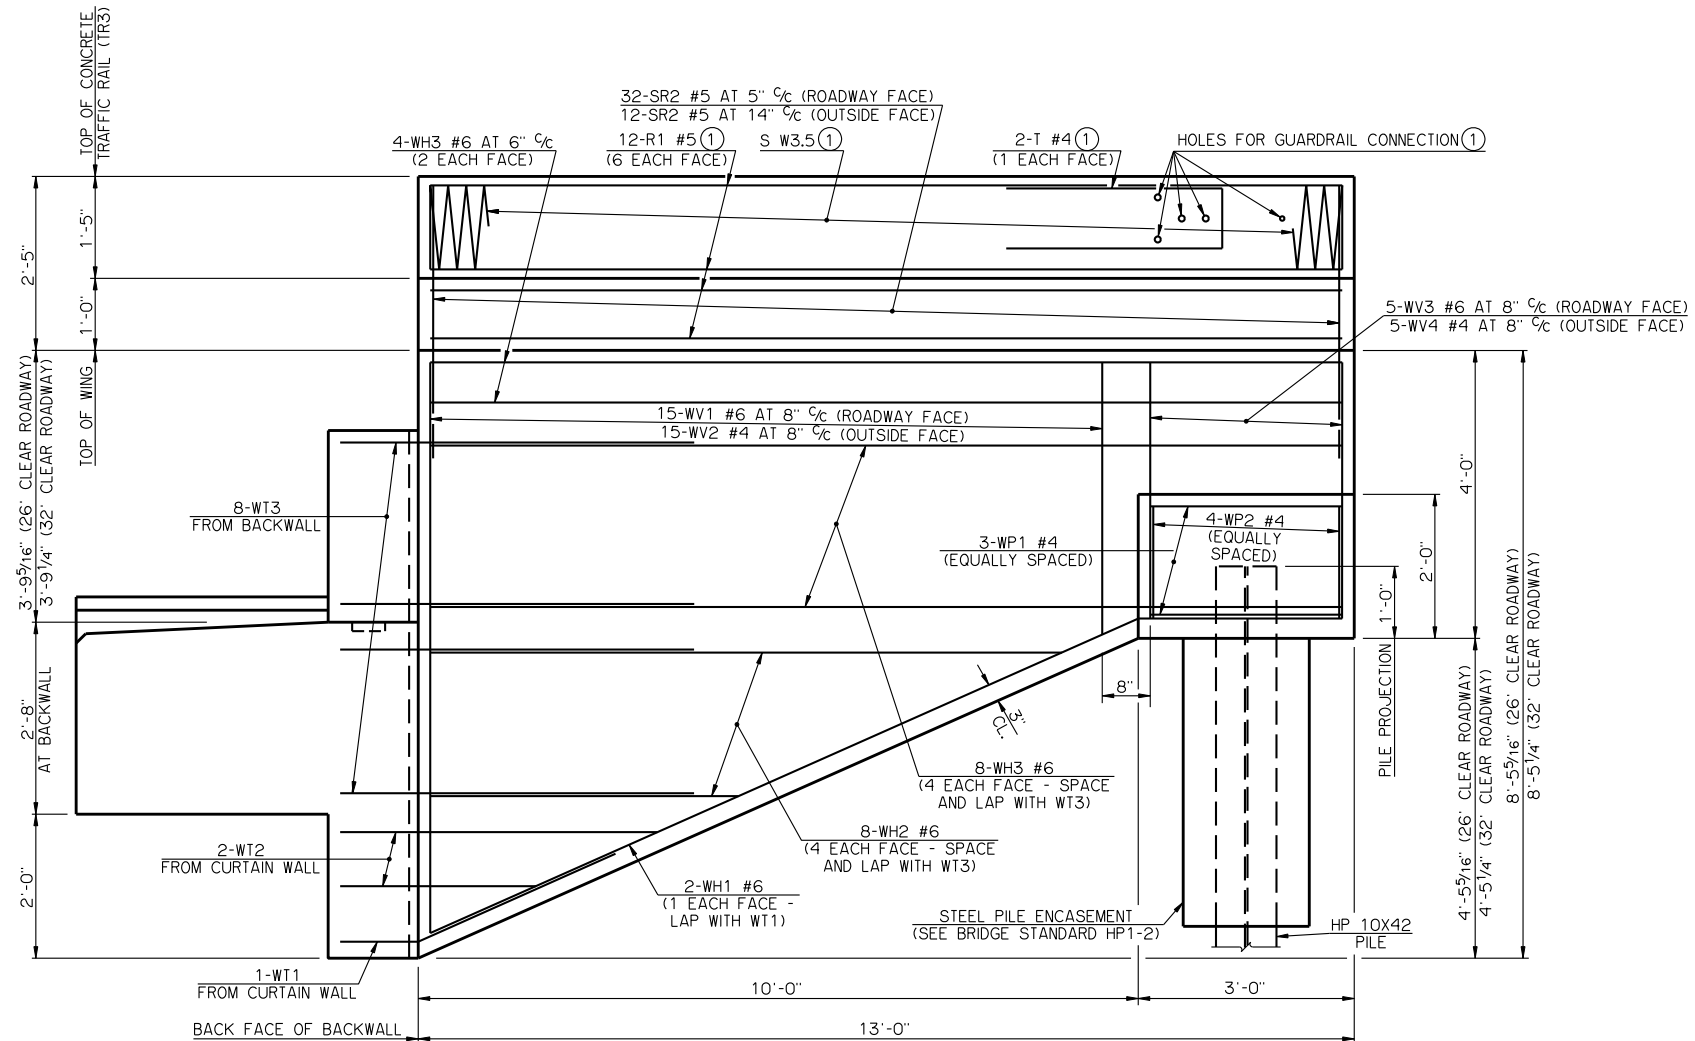 TOP OF CONCRETE
TRAFFIC RAIL (TR3)
32-SR2 #5 AT 5" C/c (ROADWAY FACE)
12-SR2 #5 AT 14" C/c (OUTSIDE FACE)
4-WH3 #6 AT 6" C/c
(2 EACH FACE)
12-R1 #5 1
(6 EACH FACE)
S W3.5 1
2-T #4 1
(1 EACH FACE)
HOLES FOR GUARDRAIL CONNECTION 1
2'-5"
1'-5"
1'-0"
TOP OF WING
5-WV3 #6 AT 8" C/c (ROADWAY FACE)
5-WV4 #4 AT 8" C/c (OUTSIDE FACE)
3'-9 5/16" (26' CLEAR ROADWAY)
3'-9 1/4" (32' CLEAR ROADWAY)
15-WV1 #6 AT 8" C/c (ROADWAY FACE)
15-WV2 #4 AT 8" C/c (OUTSIDE FACE)
4'-0"
8-WT3
FROM BACKWALL
3-WP1 #4
(EQUALLY SPACED)
4-WP2 #4
(EQUALLY
SPACED)
2'-0"
1'-0"
PILE PROJECTION
8'-5 5/16" (26' CLEAR ROADWAY)
8'-5 1/4" (32' CLEAR ROADWAY)
2'-8"
AT BACKWALL
8"
3"
CL.
8-WH3 #6
(4 EACH FACE - SPACE
AND LAP WITH WT3)
8-WH2 #6
(4 EACH FACE - SPACE
AND LAP WITH WT3)
4'-5 5/16" (26' CLEAR ROADWAY)
4'-5 1/4" (32' CLEAR ROADWAY)
2-WT2
FROM CURTAIN WALL
2'-0"
2-WH1 #6
(1 EACH FACE -
LAP WITH WT1)
STEEL PILE ENCASEMENT
(SEE BRIDGE STANDARD HP1-2)
HP 10X42
PILE
1-WT1
FROM CURTAIN WALL
10'-0"
3'-0"
BACK FACE OF BACKWALL
13'-0"